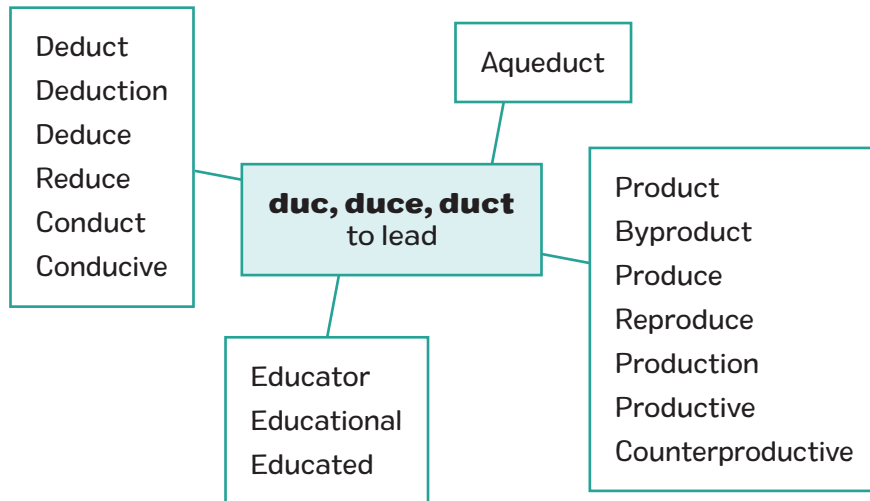 Deduct
Deduction
Deduce
Reduce
Conduct
Conducive
Aqueduct
duc, duce, duct
to lead
Product
Byproduct
Produce
Reproduce
Production
Productive
Counterproductive
Educator
Educational
Educated